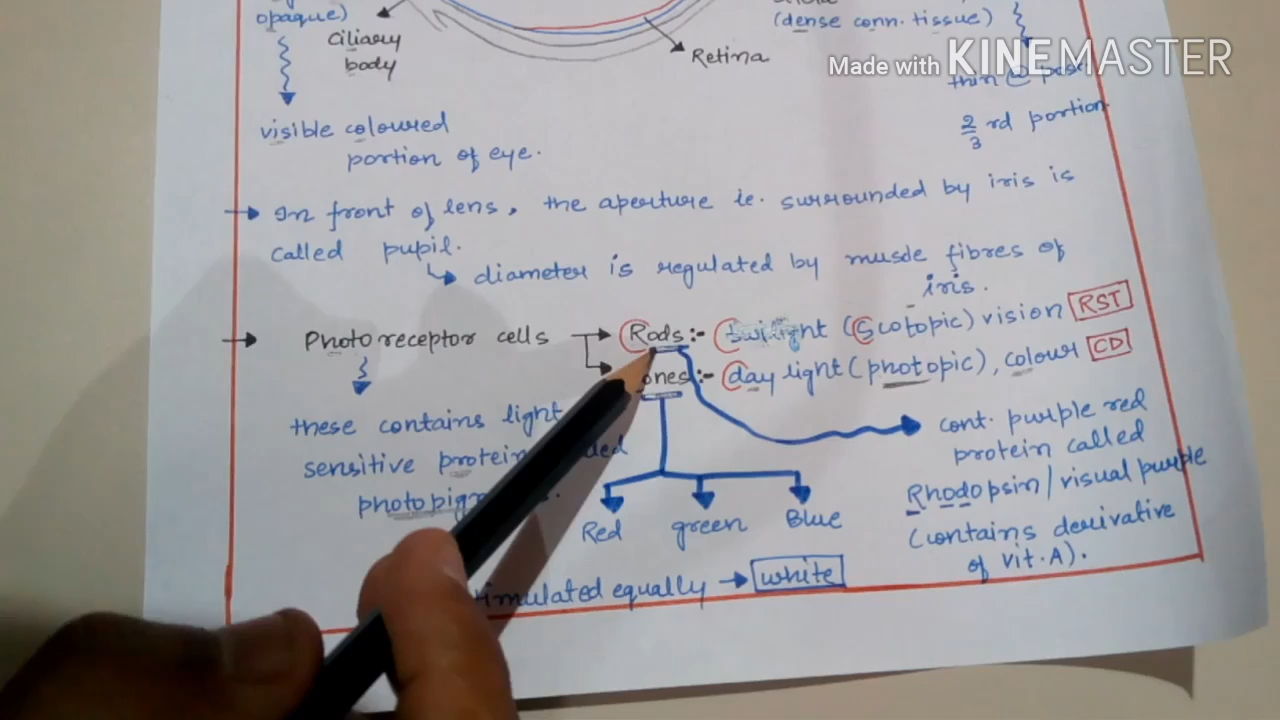 opaque)
ciliary
body
Retina
(dense conn. tissue)
Made with KINEMASTER
thin @
2/3 rd portion
visible coloured
portion of eye.
In front of lens, the aperture ie. surrounded by iris is
called pupil.
diameter is regulated by muscle fibres of
iris.
Photoreceptor cells
Rods :- twilight (Scotopic) vision RST
ones :- day light (photopic), colour CD
these contains light
sensitive protein
photopig
cont. purple red
protein called
Rhodopsin / visual purple
(contains derivative
of Vit. A).
Red green Blue
timulated equally → white